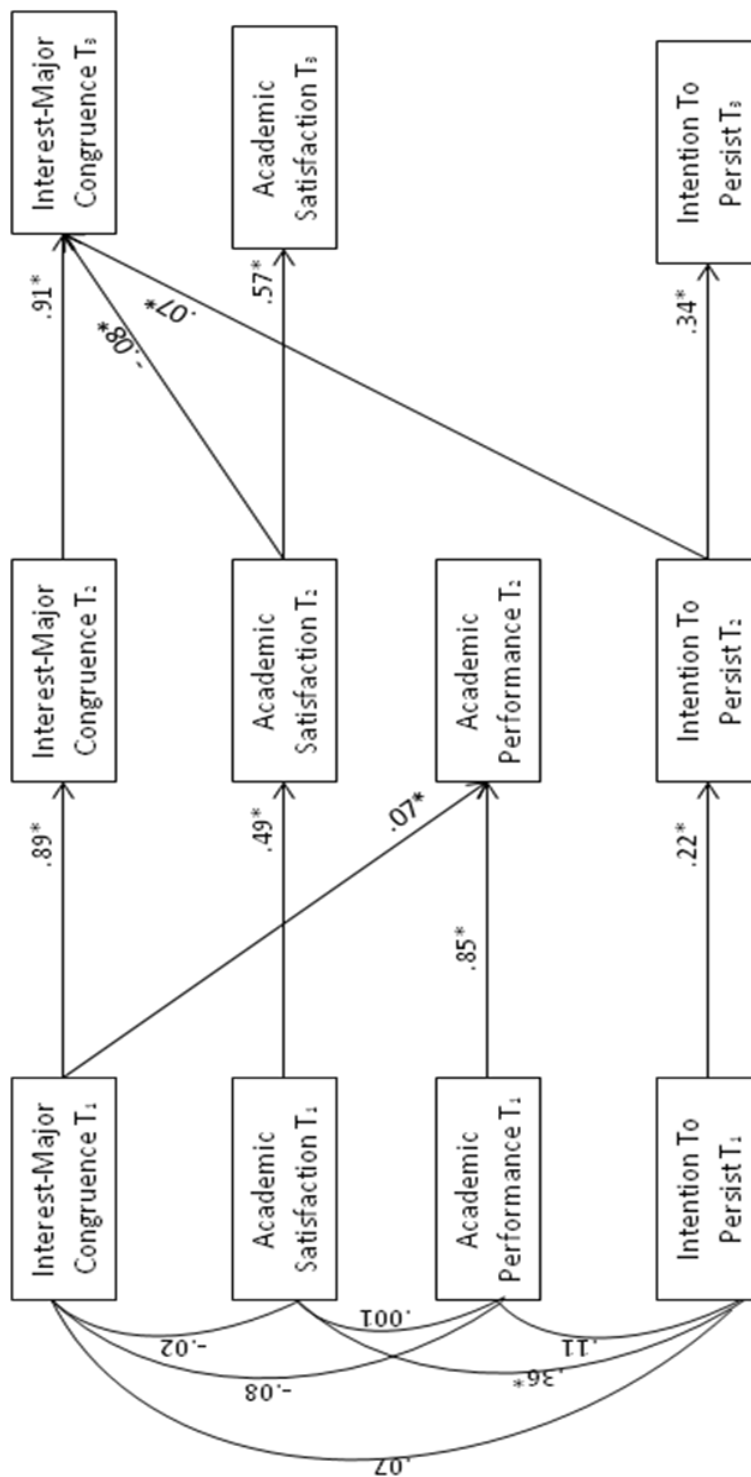 Interest-Major
Congruence T₁
Academic
Satisfaction T₁
Academic
Performance T₁
Intention To
Persist T₁
-.02
-.08
.07
.001
.36*
.11
.89*
.49*
.07*
.85*
.22*
Interest-Major
Congruence T₂
Academic
Satisfaction T₂
Academic
Performance T₂
Intention To
Persist T₂
.91*
-.08*
.07*
.57*
.34*
Interest-Major
Congruence T₃
Academic
Satisfaction T₃
Intention To
Persist T₃